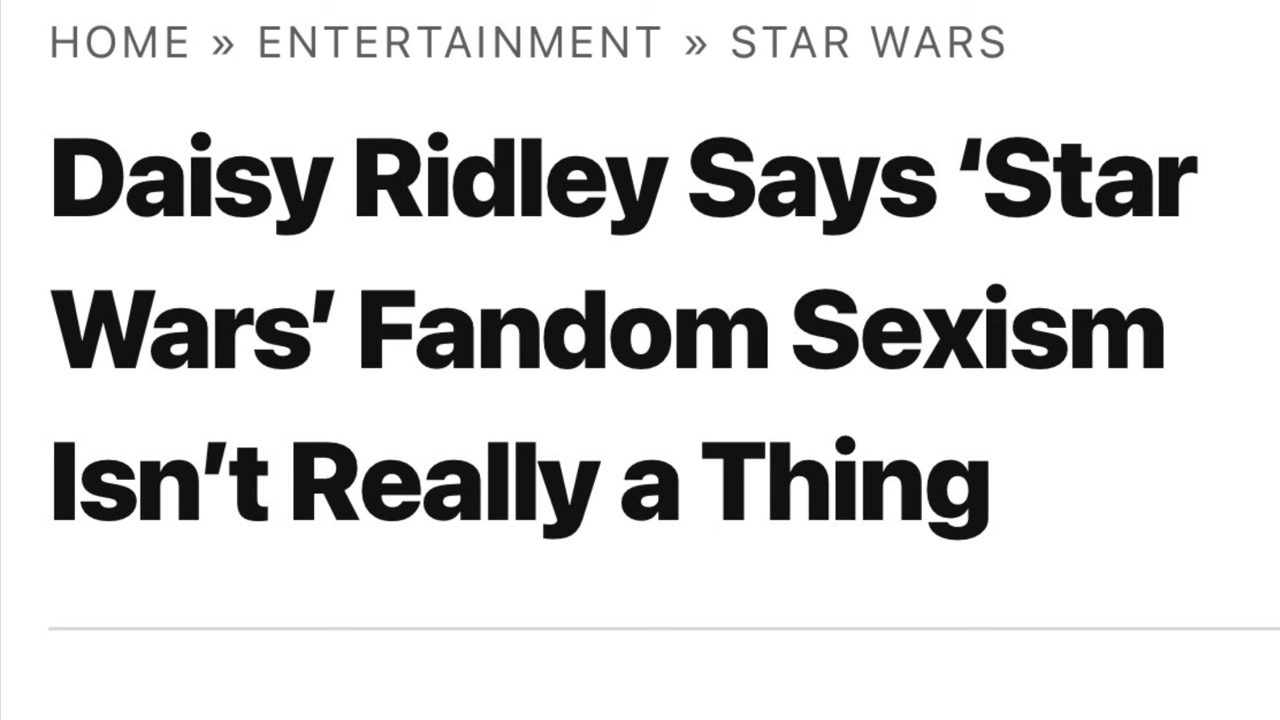 HOME » ENTERTAINMENT » STAR WARS
Daisy Ridley Says ‘Star
Wars’ Fandom Sexism
Isn’t Really a Thing